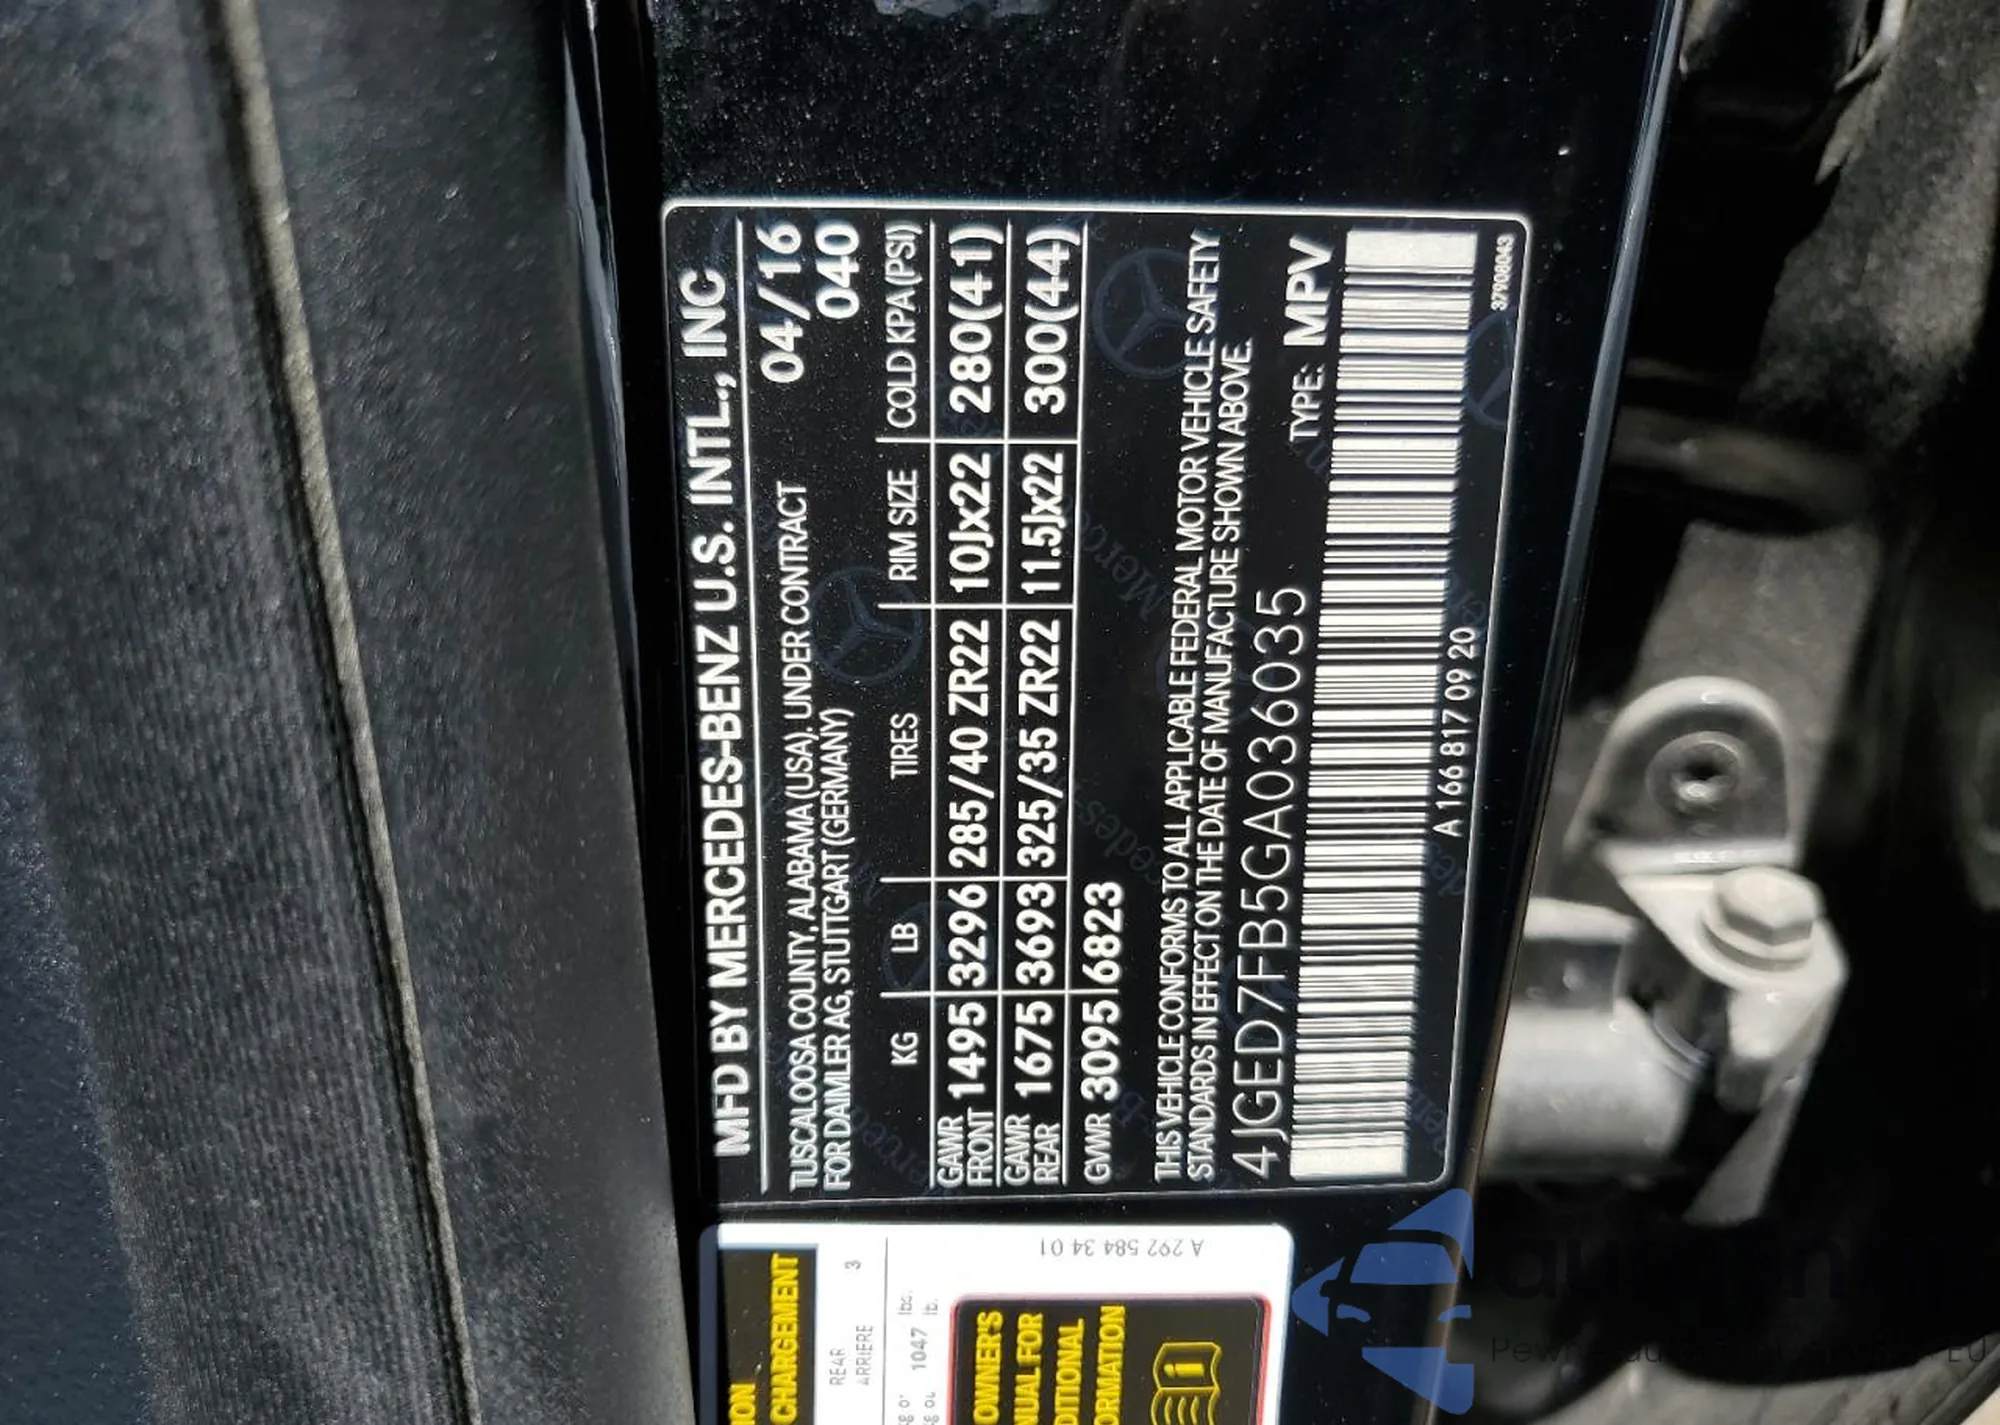 MFD BY MERCEDES-BENZ U.S. INTL., INC
04/16
TUSCALOOSA COUNTY, ALABAMA (USA), UNDER CONTRACT
040
FOR DAIMLER AG, STUTTGART (GERMANY)
KG LB TIRES RIM SIZE COLD KPA (PSI)
GAWR FRONT 1495 3296 285/40 ZR22 10Jx22 280(41)
GAWR REAR 1675 3693 325/35 ZR22 11.5Jx22 300(44)
GVWR 3095 6823
THIS VEHICLE CONFORMS TO ALL APPLICABLE FEDERAL MOTOR VEHICLE SAFETY
STANDARDS IN EFFECT ON THE DATE OF MANUFACTURE SHOWN ABOVE.
4JGED7FB5GA036035 TYPE: MPV
A 166 817 09 20
37908043
CHARGEMENT
REAR
ARRIERE 3
1047 lbs.
lb.
A 292 584 34 01
OWNER'S
FOR